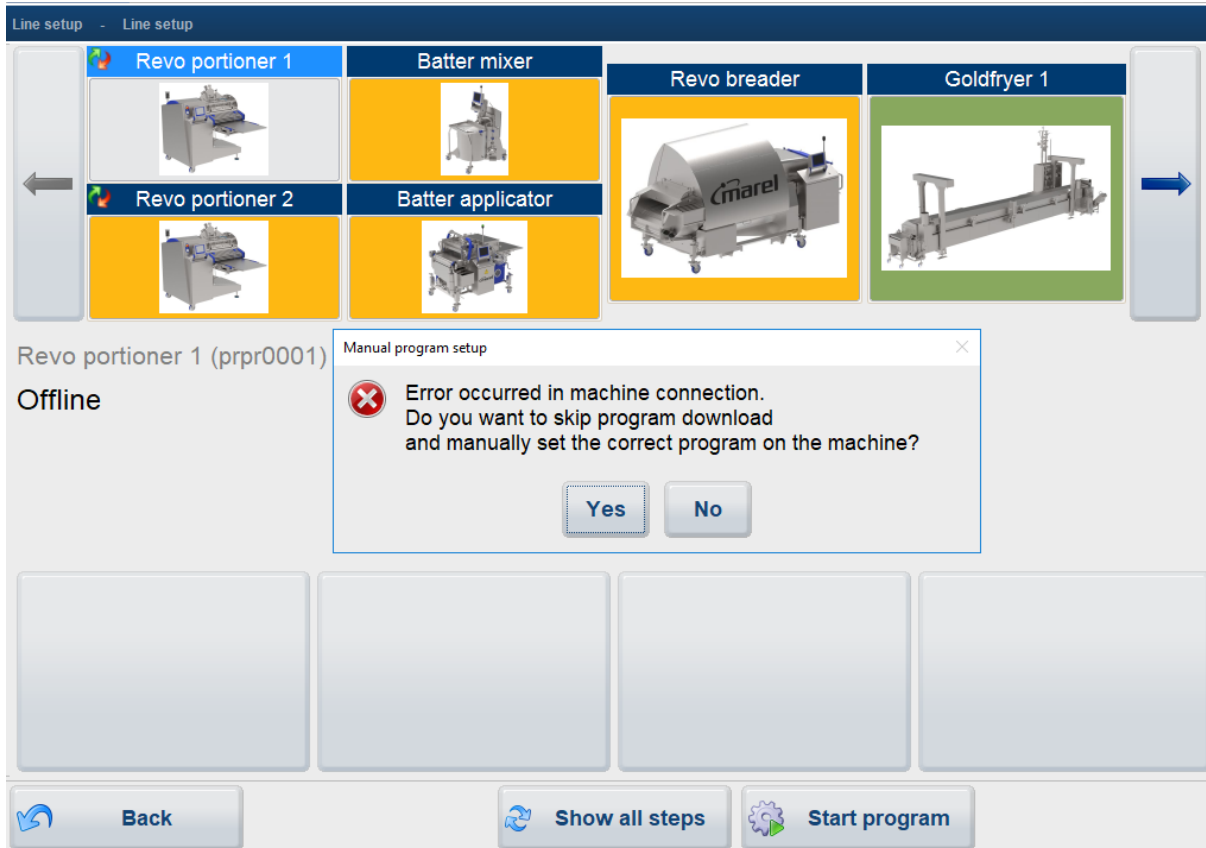 Line setup - Line setup
Revo portioner 1
Batter mixer
Revo breader
Goldfryer 1
marel
Revo portioner 2
Batter applicator
Revo portioner 1 (prpr0001)
Offline
Manual program setup
Error occurred in machine connection.
Do you want to skip program download
and manually set the correct program on the machine?
Yes
No
Back
Show all steps
Start program